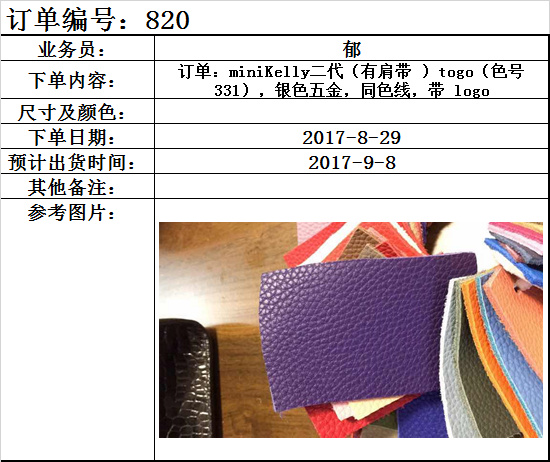 订单编号：820
业务员： 郁
下单内容： 订单：miniKelly二代（有肩带 ）togo（色号
331），银色五金，同色线，带 logo
尺寸及颜色：
下单日期： 2017-8-29
预计出货时间： 2017-9-8
其他备注：
参考图片：